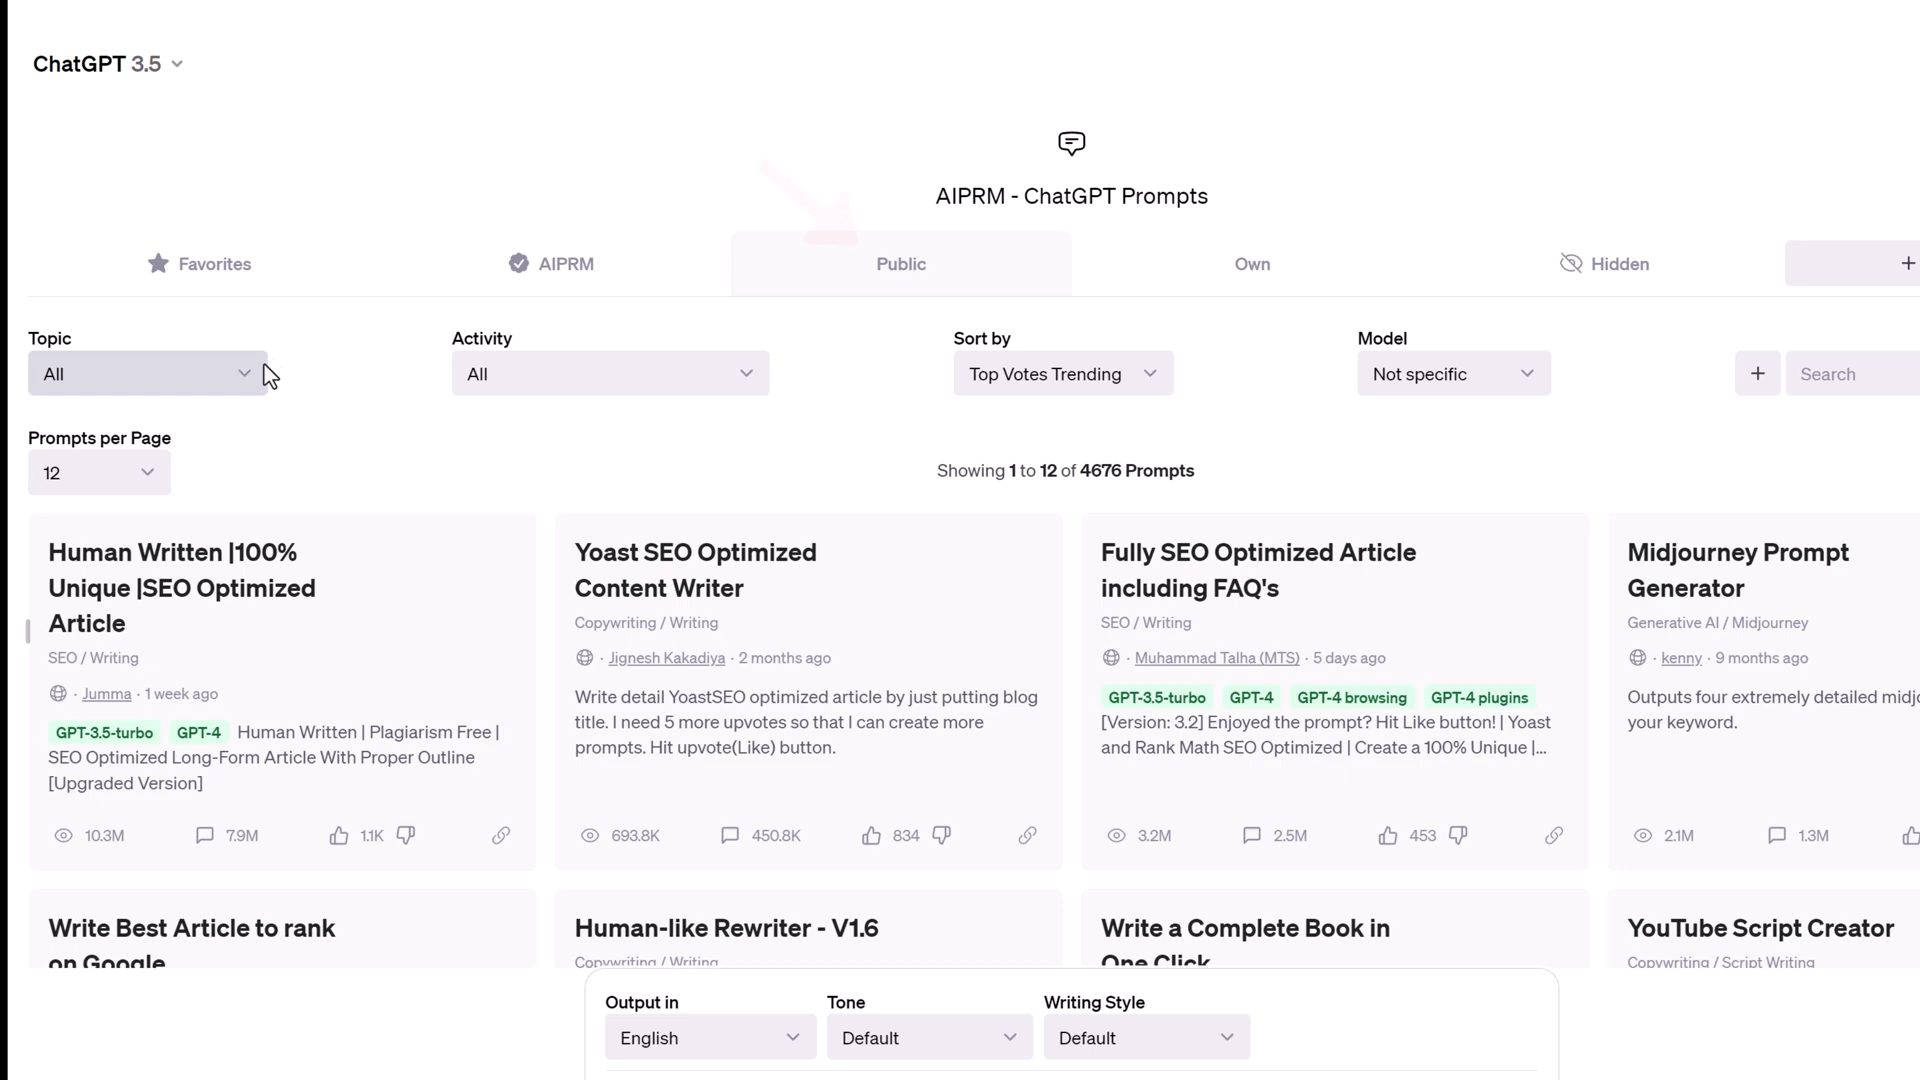 ChatGPT 3.5
AIPRM - ChatGPT Prompts
Favorites
AIPRM
Public
Own
Hidden
+
Topic
Activity
Sort by
Model
All
All
Top Votes Trending
Not specific
+
Search
Prompts per Page
12
Showing 1 to 12 of 4676 Prompts
Human Written |100%
Unique |SEO Optimized
Article
SEO / Writing
· Jumma · 1 week ago
GPT-3.5-turbo GPT-4 Human Written | Plagiarism Free |
SEO Optimized Long-Form Article With Proper Outline
[Upgraded Version]
10.3M 7.9M 1.1K
Yoast SEO Optimized
Content Writer
Copywriting / Writing
· Jignesh Kakadiya · 2 months ago
Write detail YoastSEO optimized article by just putting blog
title. I need 5 more upvotes so that I can create more
prompts. Hit upvote(Like) button.
693.8K 450.8K 834
Fully SEO Optimized Article
including FAQ's
SEO / Writing
· Muhammad Talha (MTS) · 5 days ago
GPT-3.5-turbo GPT-4 GPT-4 browsing GPT-4 plugins
[Version: 3.2] Enjoyed the prompt? Hit Like button! | Yoast
and Rank Math SEO Optimized | Create a 100% Unique |...
3.2M 2.5M 453
Midjourney Prompt
Generator
Generative AI / Midjourney
· kenny · 9 months ago
Outputs four extremely detailed
your keyword.
2.1M 1.3M
Write Best Article to rank
on Google
Human-like Rewriter - V1.6
Copywriting / Writing
Write a Complete Book in
One Click
YouTube Script Creator
Copywriting / Script Writing
Output in
Tone
Writing Style
English
Default
Default